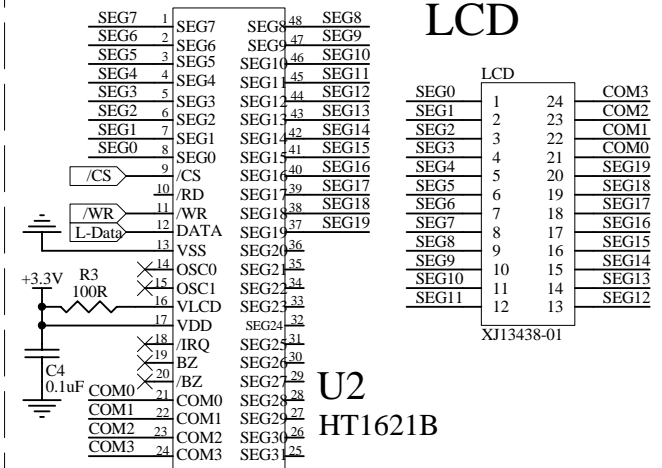 LCD
SEG7 1 SEG7 SEG8 48 SEG8
SEG6 2 SEG6 SEG9 47 SEG9
SEG5 3 SEG5 SEG10 46 SEG10
SEG4 4 SEG4 SEG11 45 SEG11
SEG3 5 SEG3 SEG12 44 SEG12
SEG2 6 SEG2 SEG13 43 SEG13
SEG1 7 SEG1 SEG14 42 SEG14
SEG0 8 SEG0 SEG15 41 SEG15
/CS 9 /CS SEG16 40 SEG16
10 /RD SEG17 39 SEG17
/WR 11 /WR SEG18 38 SEG18
L-Data 12 DATA SEG19 37 SEG19
13 VSS SEG20 36
14 OSC0 SEG21 35
15 OSC1 SEG22 34
+3.3V R3 100R 16 VLCD SEG23 33
17 VDD SEG24 32
18 /IRQ SEG25 31
19 BZ SEG26 30
20 /BZ SEG27 29
C4
0.1uF
COM0 21 COM0 SEG28 28
COM1 22 COM1 SEG29 27
COM2 23 COM2 SEG30 26
COM3 24 COM3 SEG31 25
U2
HT1621B
LCD
SEG0 1 24 COM3
SEG1 2 23 COM2
SEG2 3 22 COM1
SEG3 4 21 COM0
SEG4 5 20 SEG19
SEG5 6 19 SEG18
SEG6 7 18 SEG17
SEG7 8 17 SEG16
SEG8 9 16 SEG15
SEG9 10 15 SEG14
SEG10 11 14 SEG13
SEG11 12 13 SEG12
XJ13438-01